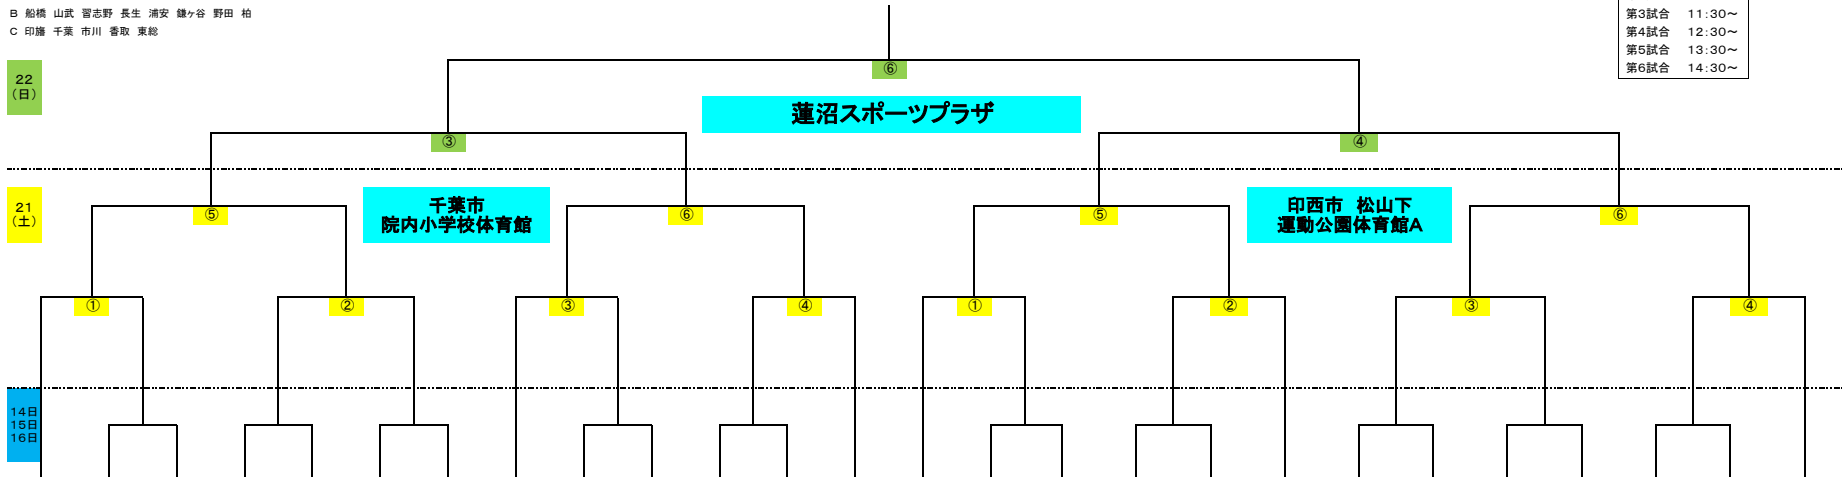 B 船橋 山武 習志野 長生 浦安 鎌ヶ谷 野田 柏
C 印旛 千葉 市川 香取 東総
第3試合 11:30～
第4試合 12:30～
第5試合 13:30～
第6試合 14:30～
22
(日)
⑥
蓮沼スポーツプラザ
③
④
21
(土)
⑤
千葉市
院内小学校体育館
⑥
⑤
印西市 松山下
運動公園体育館A
⑥
①
②
③
④
①
②
③
④
14日
15日
16日